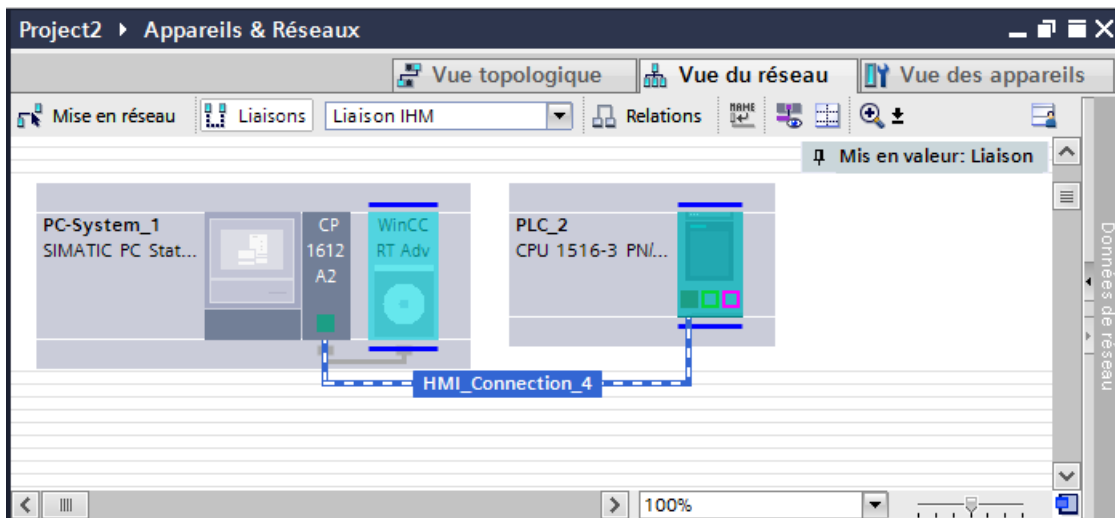 Project2 ▸ Appareils & Réseaux
Vue topologique
Vue du réseau
Vue des appareils
Mise en réseau
Liaisons
Liaison IHM
Relations
NAME
Mis en valeur: Liaison
PC-System_1
SIMATIC PC Stat...
CP
1612
A2
WinCC
RT Adv
PLC_2
CPU 1516-3 PN/...
HMI_Connection_4
Données de réseau
100%